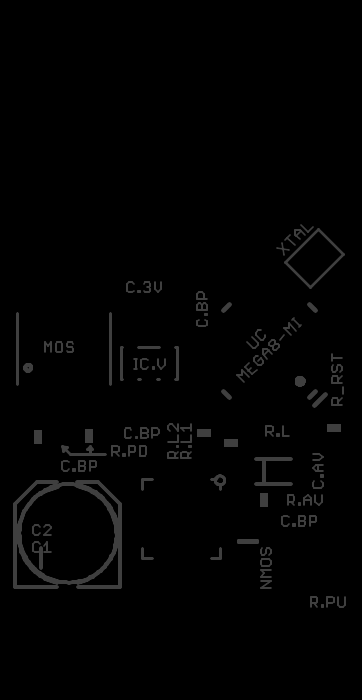 XTAL
C.3V
C.BP
UC
MEGA8-MI
MOS
IC.V
R_RST
C.BP
R.L2
R.L1
R.L
R.PD
C.BP
C.AV
R.AV
C.BP
C2
C1
NMOS
R.PU